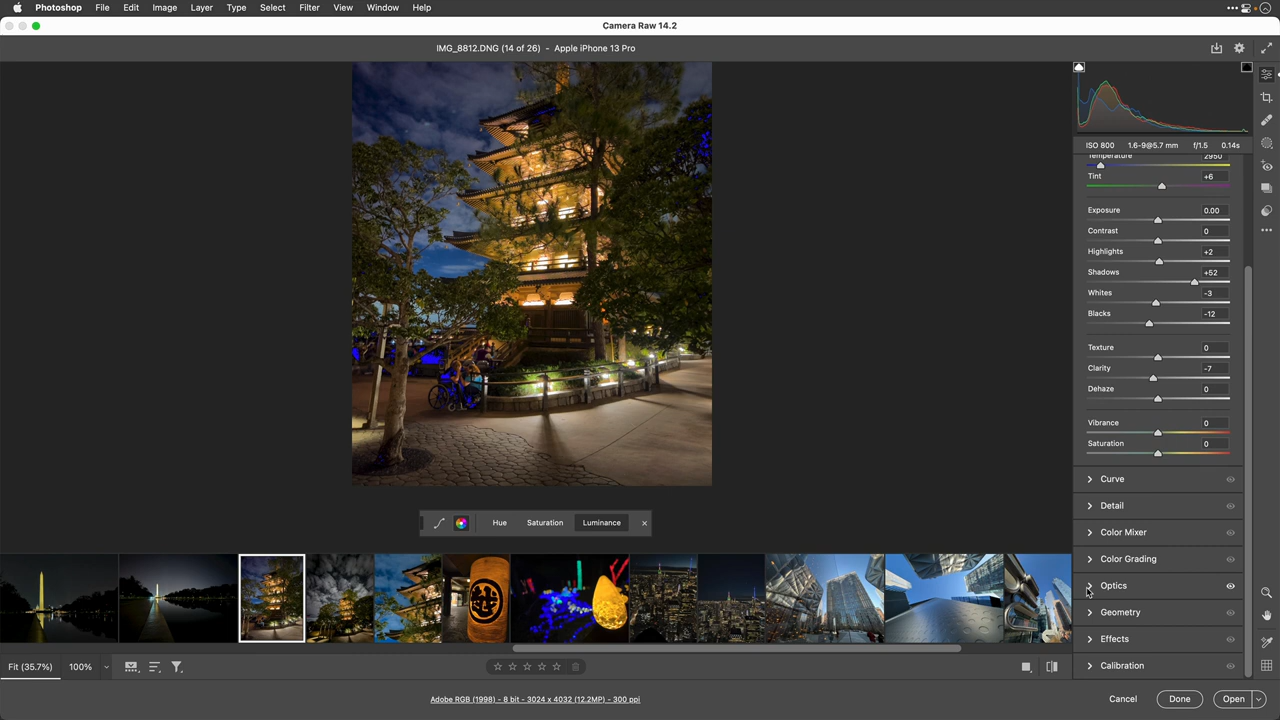 Photoshop File Edit Image Layer Type Select Filter View Window Help
Camera Raw 14.2
IMG_8812.DNG (14 of 26) - Apple iPhone 13 Pro
ISO 800 1.6-9@5.7 mm f/1.5 0.14s
Temperature 2950
Tint +6
Exposure 0.00
Contrast 0
Highlights +2
Shadows +52
Whites -3
Blacks -12
Texture 0
Clarity -7
Dehaze 0
Vibrance 0
Saturation 0
Curve
Detail
Color Mixer
Color Grading
Optics
Geometry
Effects
Calibration
Hue Saturation Luminance
Fit (35.7%) 100%
Adobe RGB (1998) - 8 bit - 3024 x 4032 (12.2MP) - 300 ppi
Cancel Done Open